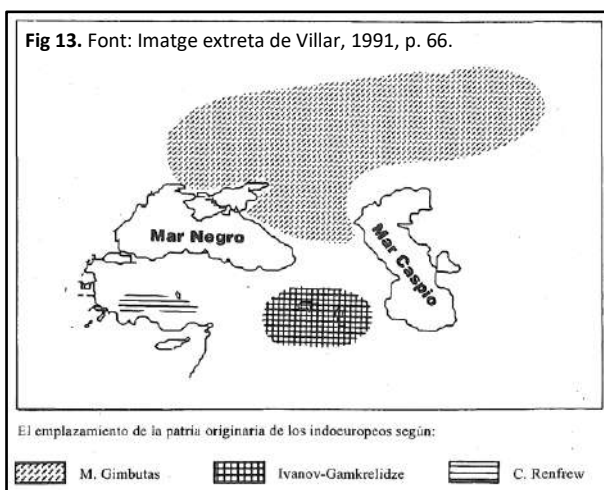 Fig 13. Font: Imatge extreta de Villar, 1991, p. 66.
Mar Negro
Mar Caspio
El emplazamiento de la patria originaria de los indoeuropeos según:
M. Gimbutas
Ivanov-Gamkrelidze
C. Renfrew